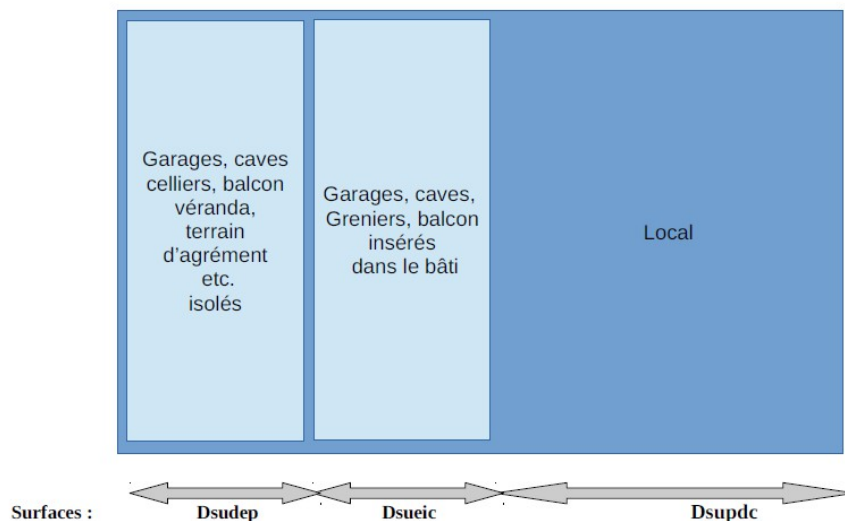 Garages, caves
celliers, balcon
véranda,
terrain
d'agrément
etc.
isolés
Garages, caves,
Greniers, balcon
insérés
dans le bâti
Local
Surfaces : Dsudep Dsueic Dsupdc